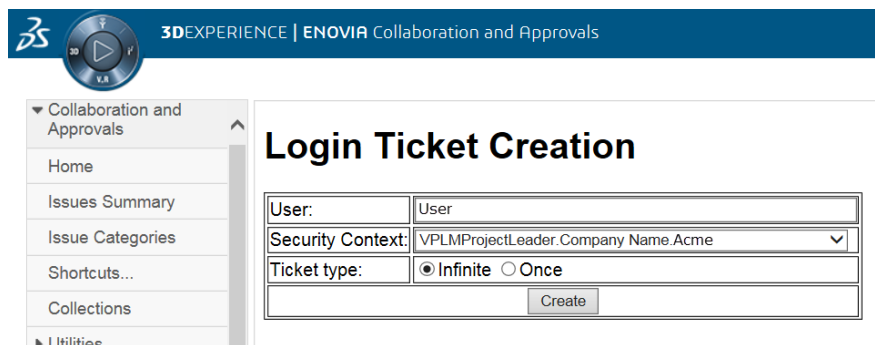 3DEXPERIENCE | ENOVIA Collaboration and Approvals
3D
V.R
Collaboration and
Approvals
Home
Issues Summary
Issue Categories
Shortcuts...
Collections
Utilities
Login Ticket Creation
User: User
Security Context: VPLMProjectLeader.Company Name.Acme
Ticket type: Infinite Once
Create